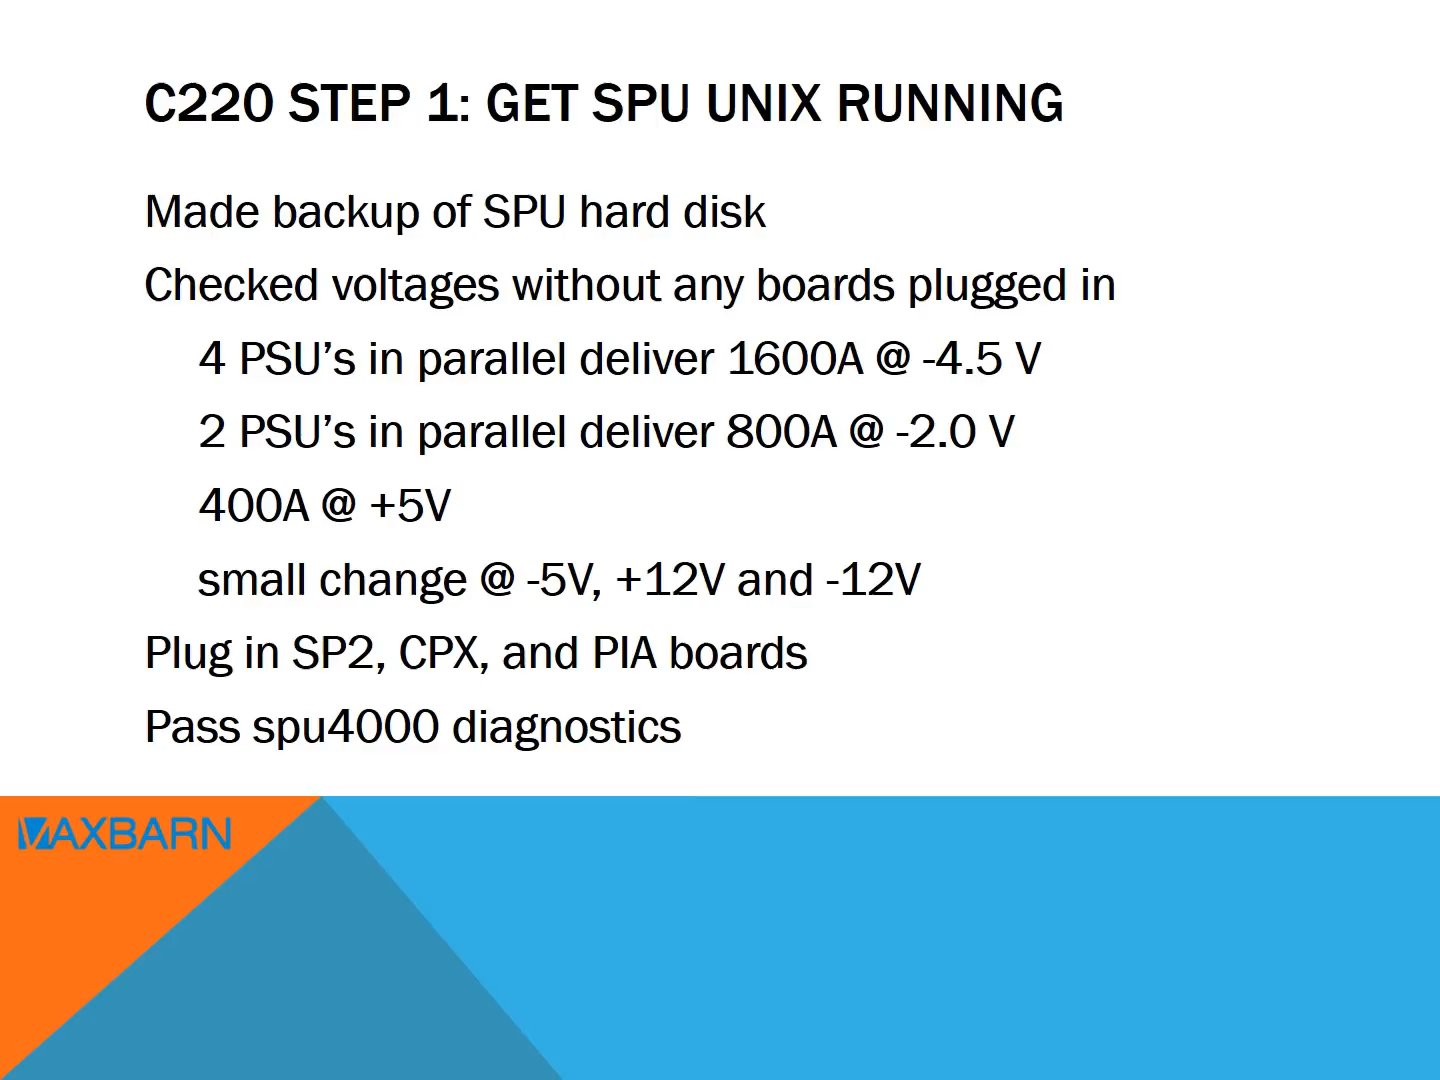 C220 STEP 1: GET SPU UNIX RUNNING
Made backup of SPU hard disk
Checked voltages without any boards plugged in
4 PSU’s in parallel deliver 1600A @ -4.5 V
2 PSU’s in parallel deliver 800A @ -2.0 V
400A @ +5V
small change @ -5V, +12V and -12V
Plug in SP2, CPX, and PIA boards
Pass spu4000 diagnostics
VAXBARN